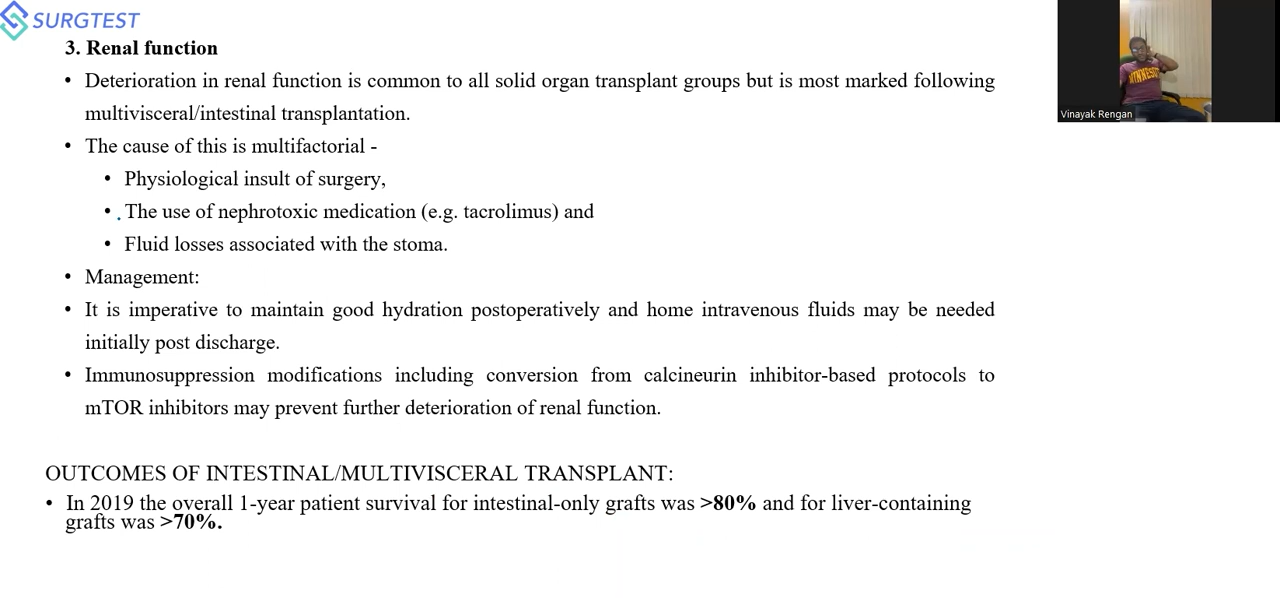 SURGTEST
3. Renal function
• Deterioration in renal function is common to all solid organ transplant groups but is most marked following
multivisceral/intestinal transplantation.
• The cause of this is multifactorial -
• Physiological insult of surgery,
• The use of nephrotoxic medication (e.g. tacrolimus) and
• Fluid losses associated with the stoma.
• Management:
• It is imperative to maintain good hydration postoperatively and home intravenous fluids may be needed
initially post discharge.
• Immunosuppression modifications including conversion from calcineurin inhibitor-based protocols to
mTOR inhibitors may prevent further deterioration of renal function.
OUTCOMES OF INTESTINAL/MULTIVISCERAL TRANSPLANT:
• In 2019 the overall 1-year patient survival for intestinal-only grafts was >80% and for liver-containing
grafts was >70%.
MINNESOTA
Vinayak Rengan